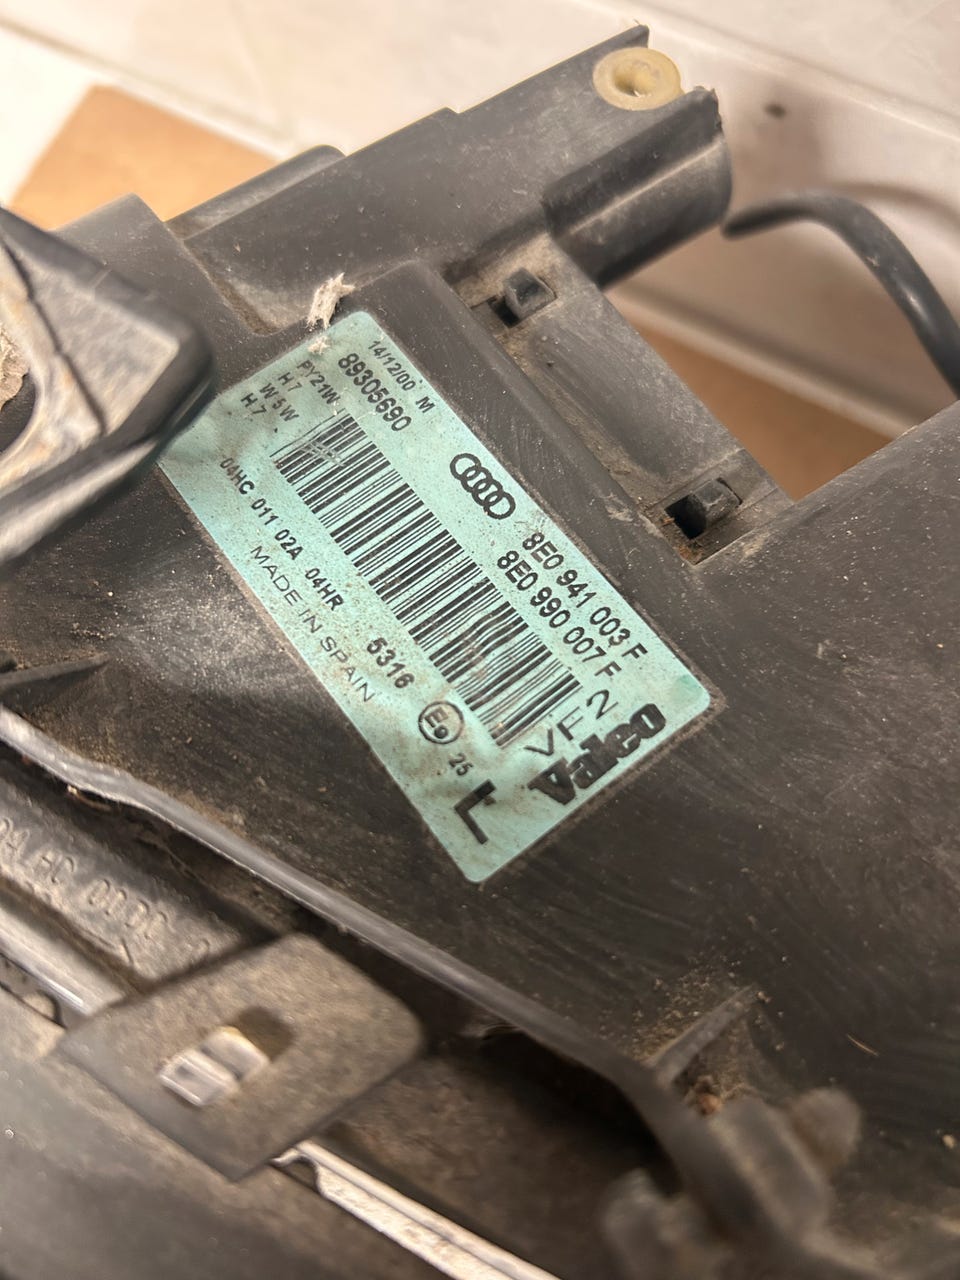 14/12/00 M
89305690
PY21W
H7
W5W
H7
8E0 941 003 F
8E0 990 007 F
VF2
Valeo
04HC 011 02A 04HR 5316
MADE IN SPAIN
E9 25
L